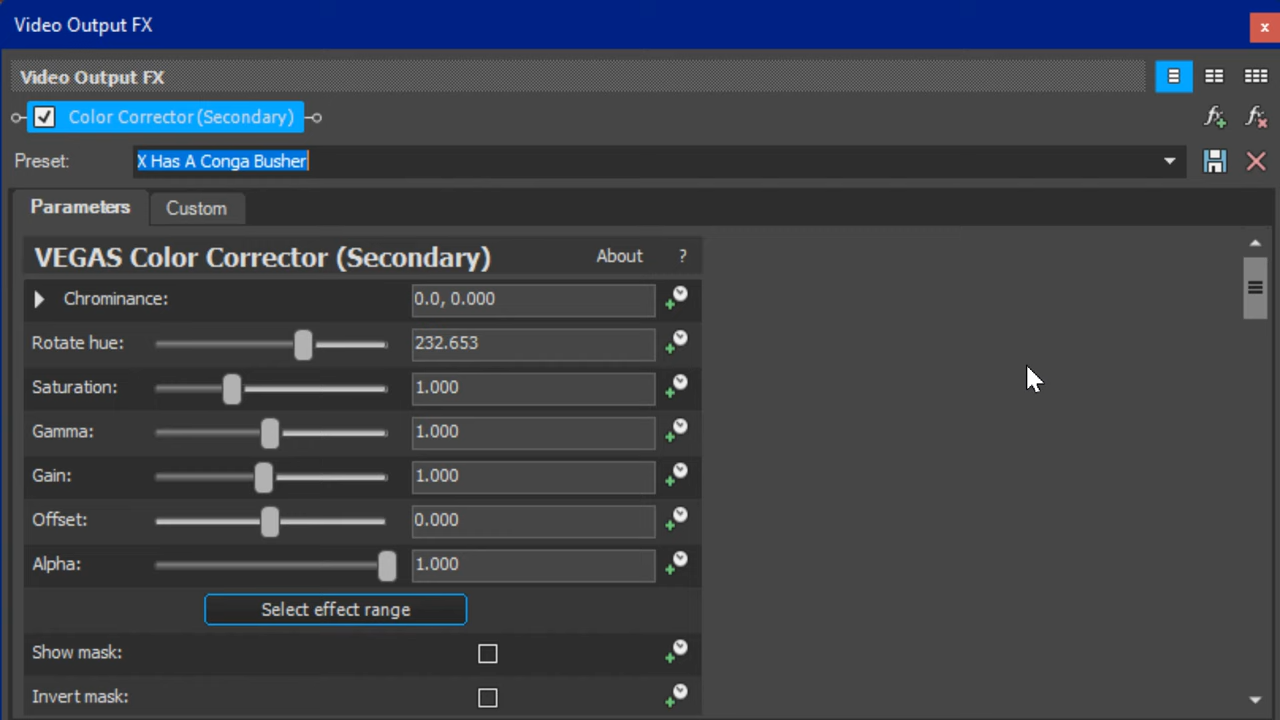 Video Output FX
x
Video Output FX
Color Corrector (Secondary)
fx fx
Preset: X Has A Conga Busher
Parameters Custom
VEGAS Color Corrector (Secondary) About ?
Chrominance: 0.0, 0.000
Rotate hue: 232.653
Saturation: 1.000
Gamma: 1.000
Gain: 1.000
Offset: 0.000
Alpha: 1.000
Select effect range
Show mask:
Invert mask: